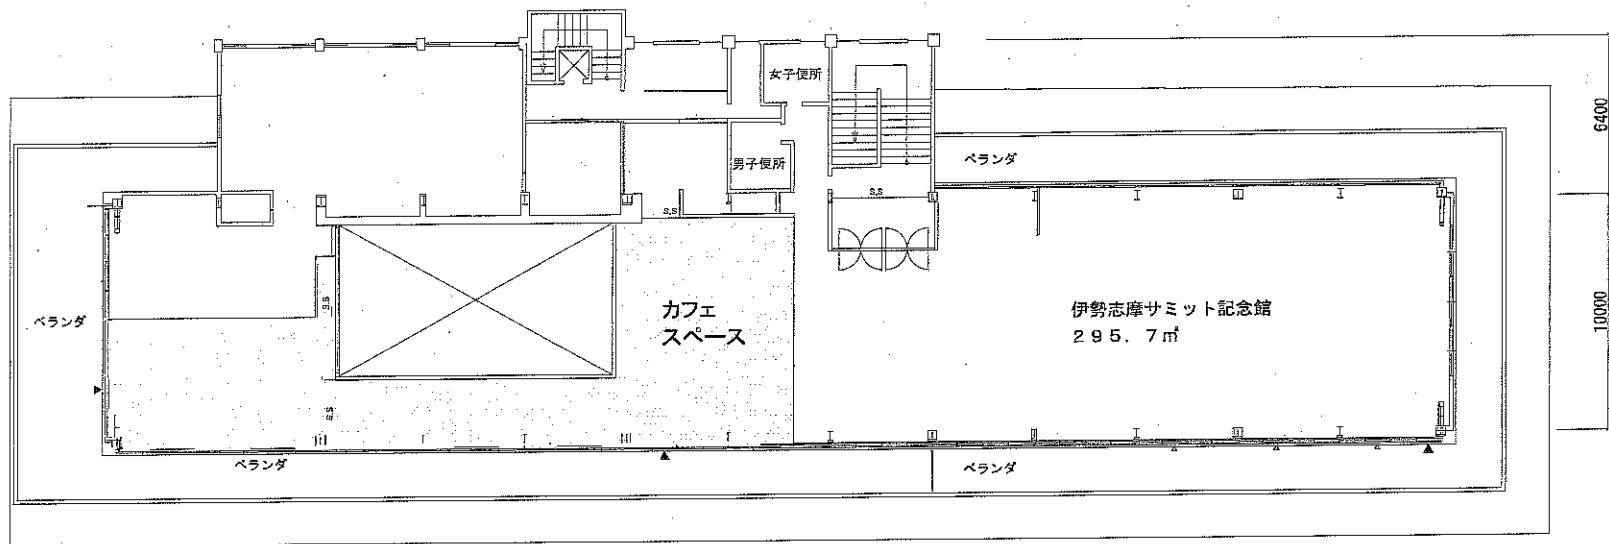 女子便所
6400
男子便所
ベランダ
S.S
S.S
カフェ
スペース
伊勢志摩サミット記念館
295.7㎡
10000
S.S
ベランダ
S.S
ベランダ
ベランダ